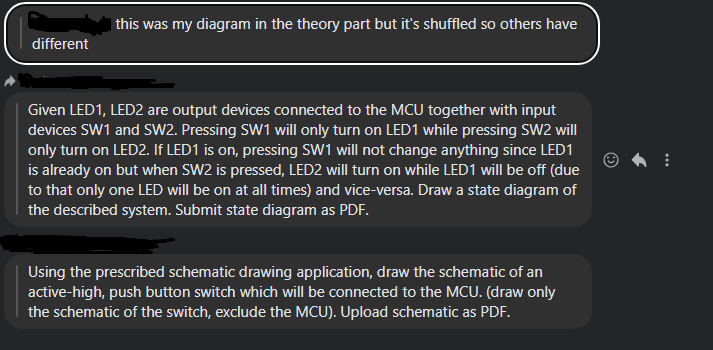 this was my diagram in the theory part but it's shuffled so others have
different
Given LED1, LED2 are output devices connected to the MCU together with input
devices SW1 and SW2. Pressing SW1 will only turn on LED1 while pressing SW2 will
only turn on LED2. If LED1 is on, pressing SW1 will not change anything since LED1
is already on but when SW2 is pressed, LED2 will turn on while LED1 will be off (due
to that only one LED will be on at all times) and vice-versa. Draw a state diagram of
the described system. Submit state diagram as PDF.
Using the prescribed schematic drawing application, draw the schematic of an
active-high, push button switch which will be connected to the MCU. (draw only
the schematic of the switch, exclude the MCU). Upload schematic as PDF.